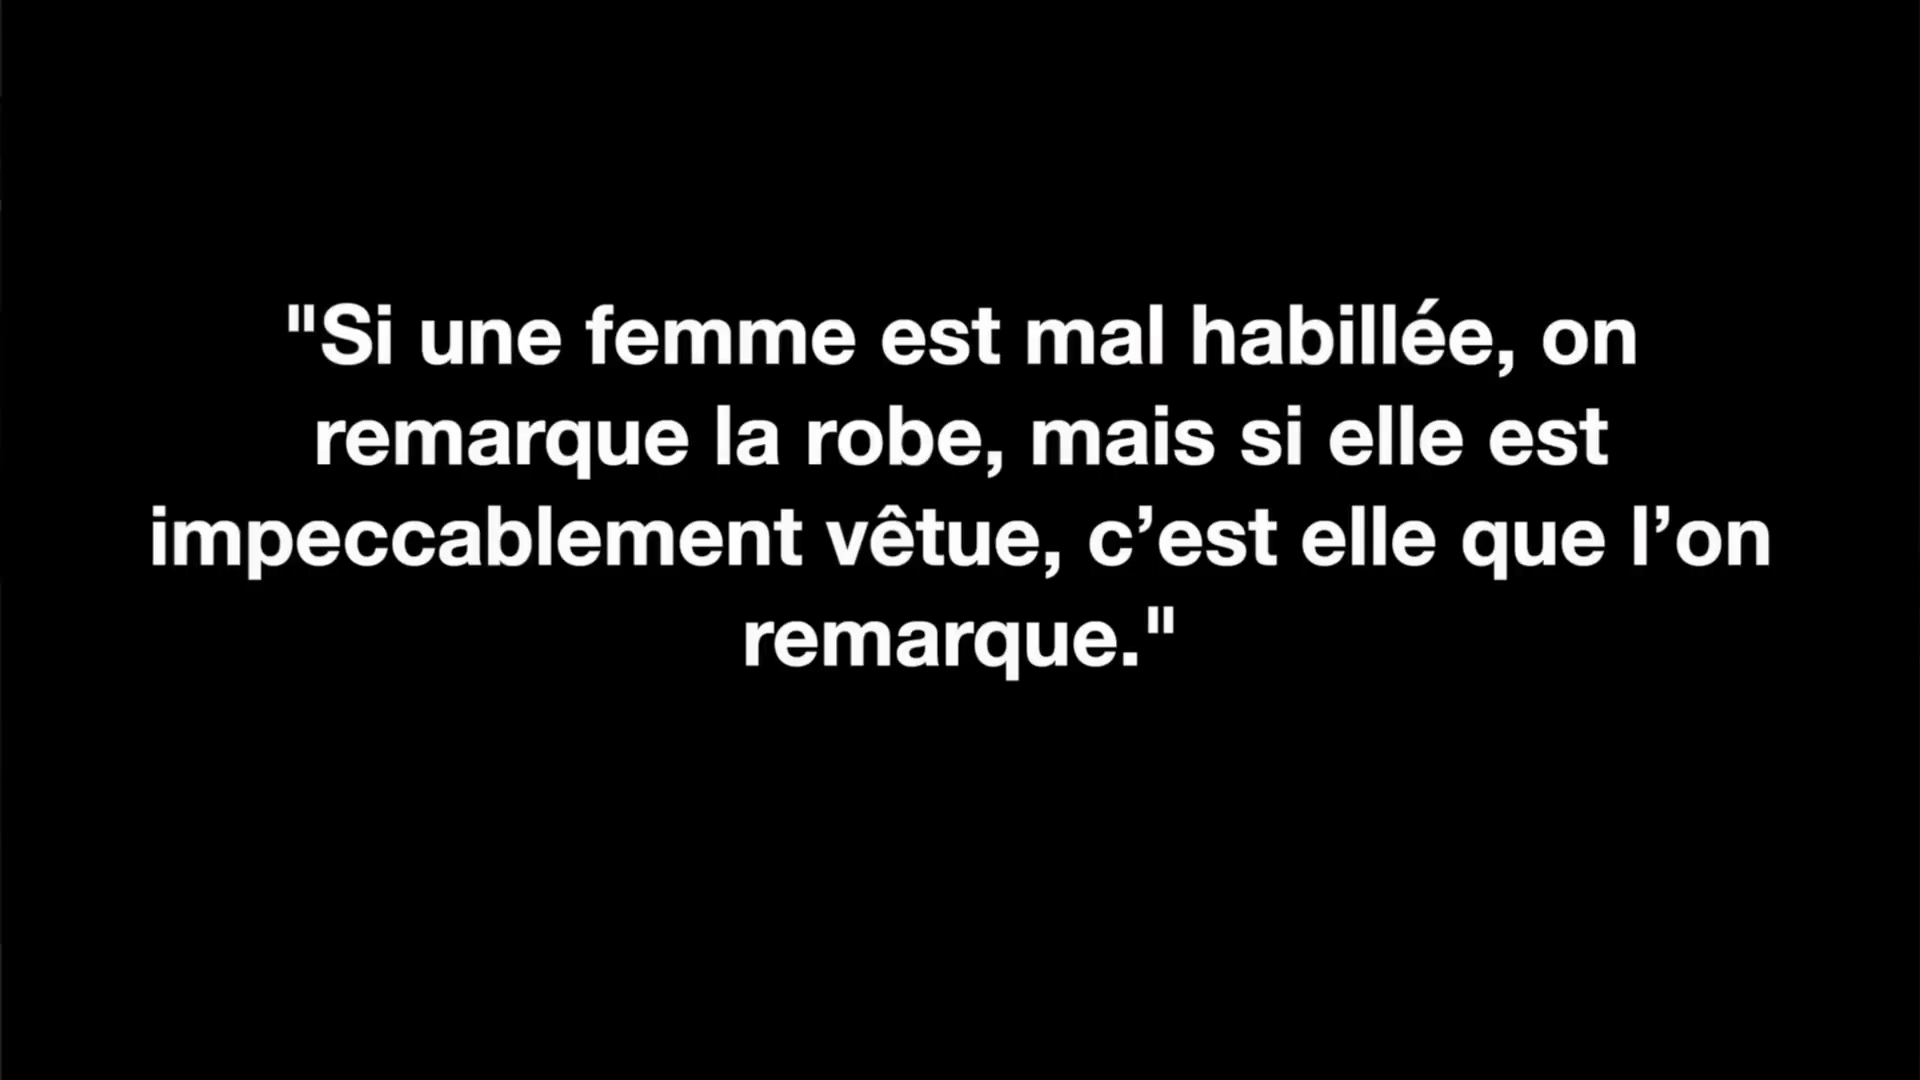 "Si une femme est mal habillée, on
remarque la robe, mais si elle est
impeccablement vêtue, c’est elle que l’on
remarque."